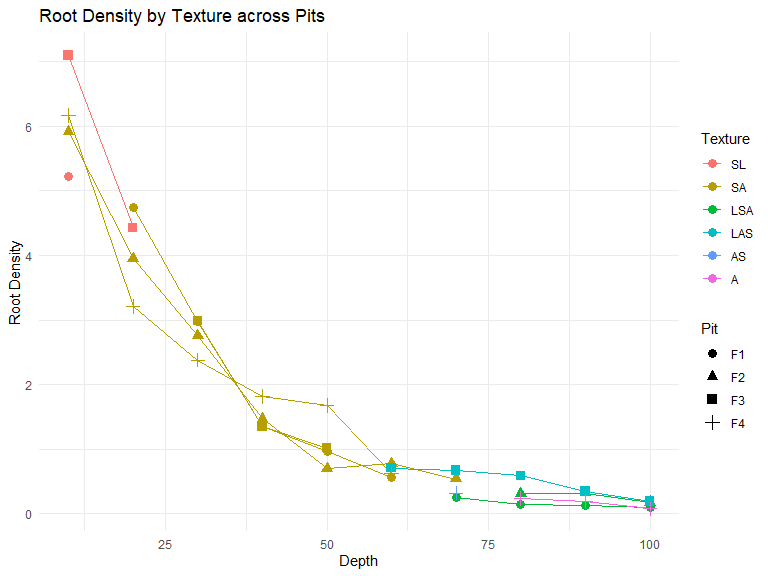 Root Density by Texture across Pits
Root Density
6
4
2
0
25
50
75
100
Depth
Texture
SL
SA
LSA
LAS
AS
A
Pit
F1
F2
F3
F4